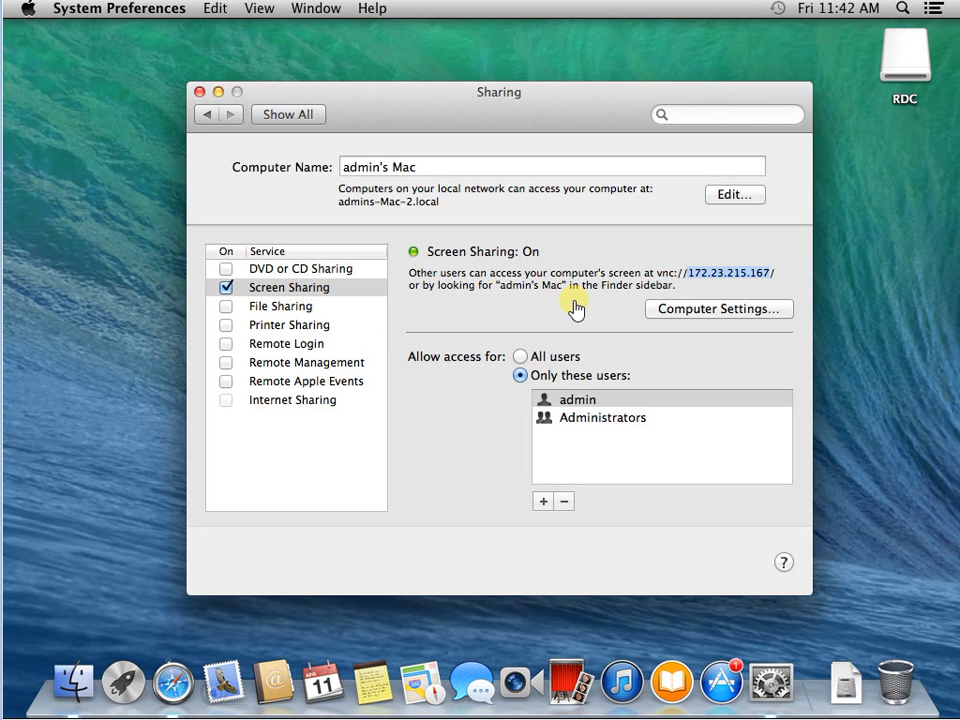 System Preferences Edit View Window Help Fri 11:42 AM
RDC
Sharing
Show All
Computer Name: admin's Mac
Computers on your local network can access your computer at:
admins-Mac-2.local
Edit...
On Service
DVD or CD Sharing
Screen Sharing
File Sharing
Printer Sharing
Remote Login
Remote Management
Remote Apple Events
Internet Sharing
Screen Sharing: On
Other users can access your computer's screen at vnc://172.23.215.167/
or by looking for “admin's Mac” in the Finder sidebar.
Computer Settings...
Allow access for: All users
Only these users:
admin
Administrators
+ −
?
APR
11
1